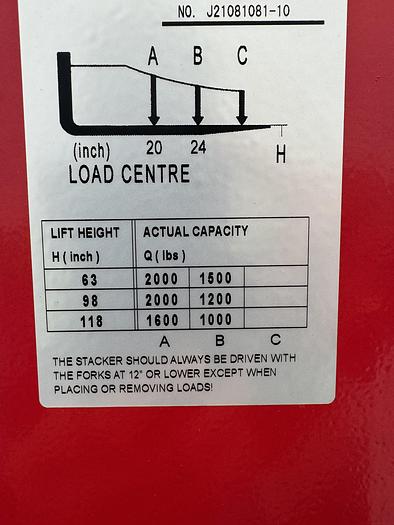 NO. J21081081-10
A B C
(inch) 20 24 H
LOAD CENTRE
LIFT HEIGHT ACTUAL CAPACITY
H ( inch ) Q ( lbs )
63 2000 1500
98 2000 1200
118 1600 1000
A B C
THE STACKER SHOULD ALWAYS BE DRIVEN WITH
THE FORKS AT 12" OR LOWER EXCEPT WHEN
PLACING OR REMOVING LOADS!